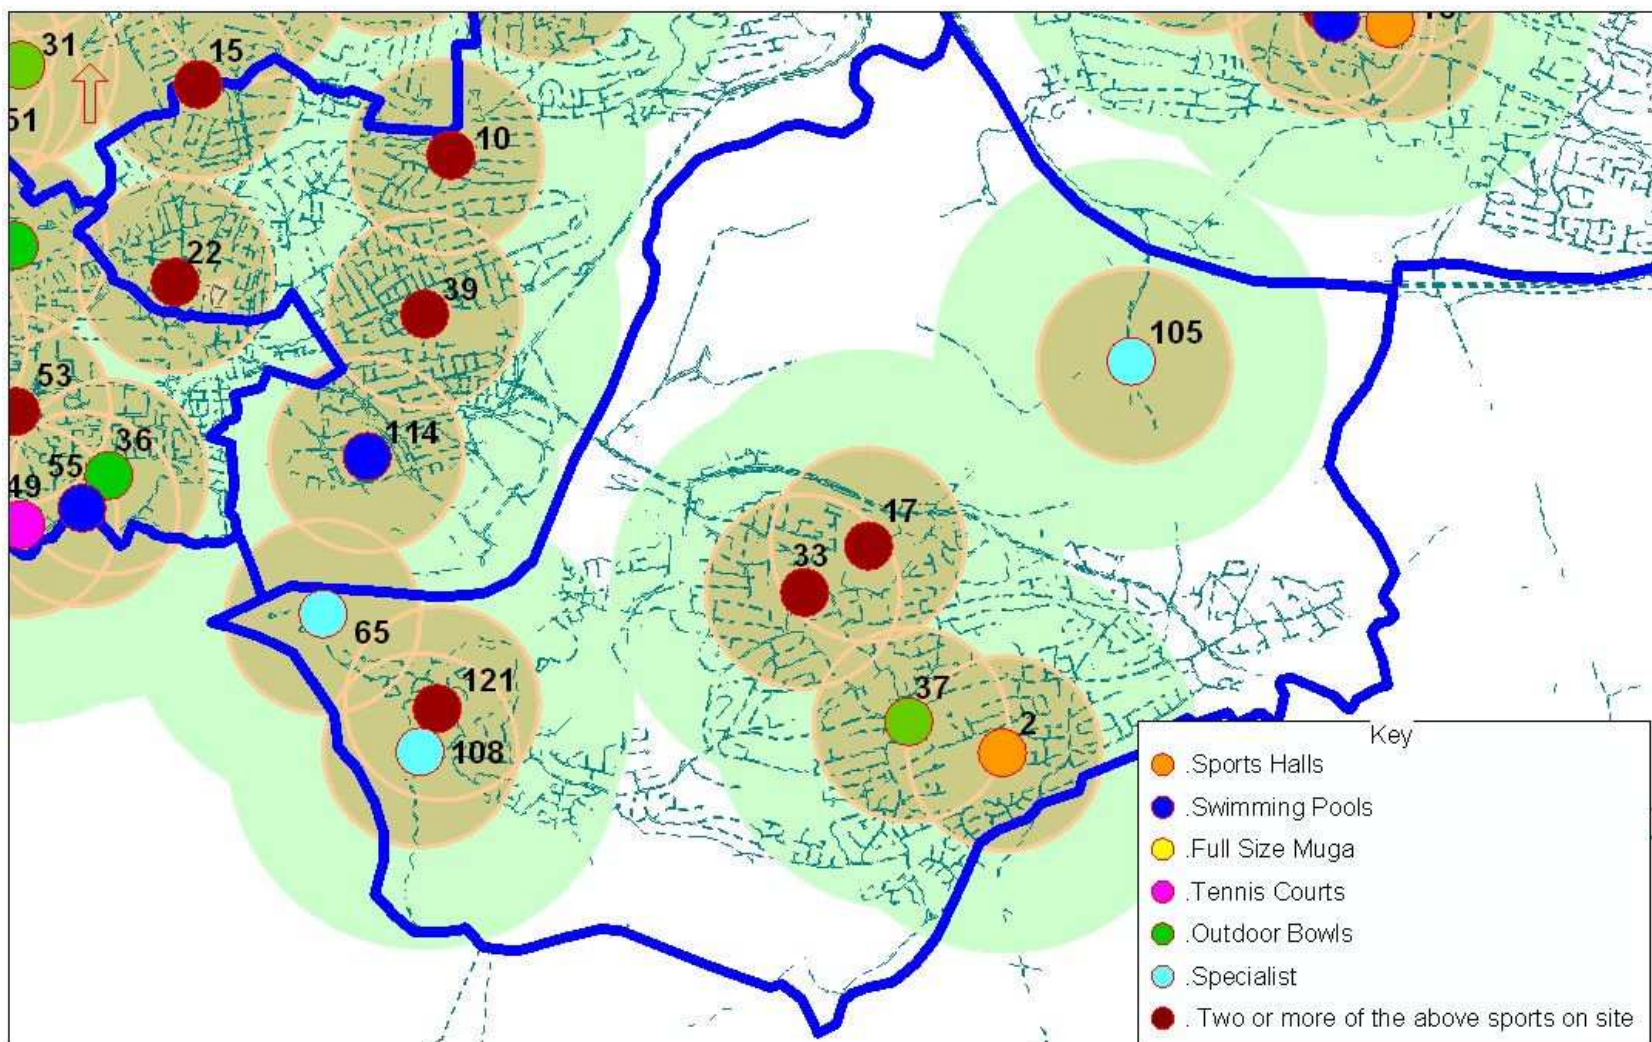 31
15
51
10
22
39
53
36
114
55
49
105
17
33
65
121
37
2
108
Key
.Sports Halls
.Swimming Pools
.Full Size Muga
.Tennis Courts
.Outdoor Bowls
.Specialist
. Two or more of the above sports on site